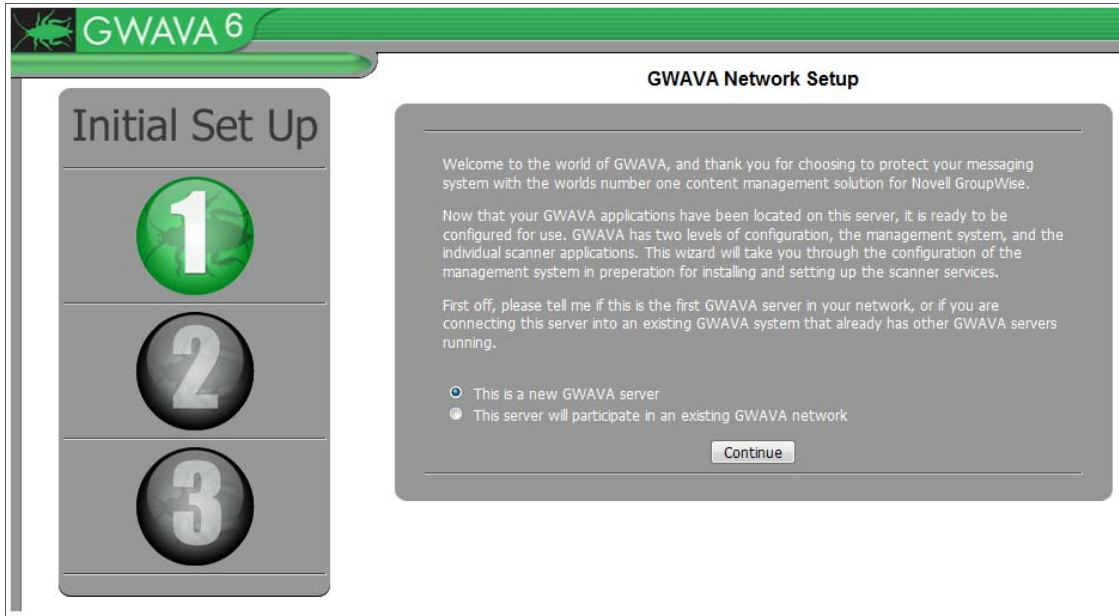 GWAVA 6
Initial Set Up
1
2
3
GWAVA Network Setup
Welcome to the world of GWAVA, and thank you for choosing to protect your messaging
system with the worlds number one content management solution for Novell GroupWise.
Now that your GWAVA applications have been located on this server, it is ready to be
configured for use. GWAVA has two levels of configuration, the management system, and the
individual scanner applications. This wizard will take you through the configuration of the
management system in preperation for installing and setting up the scanner services.
First off, please tell me if this is the first GWAVA server in your network, or if you are
connecting this server into an existing GWAVA system that already has other GWAVA servers
running.
This is a new GWAVA server
This server will participate in an existing GWAVA network
Continue